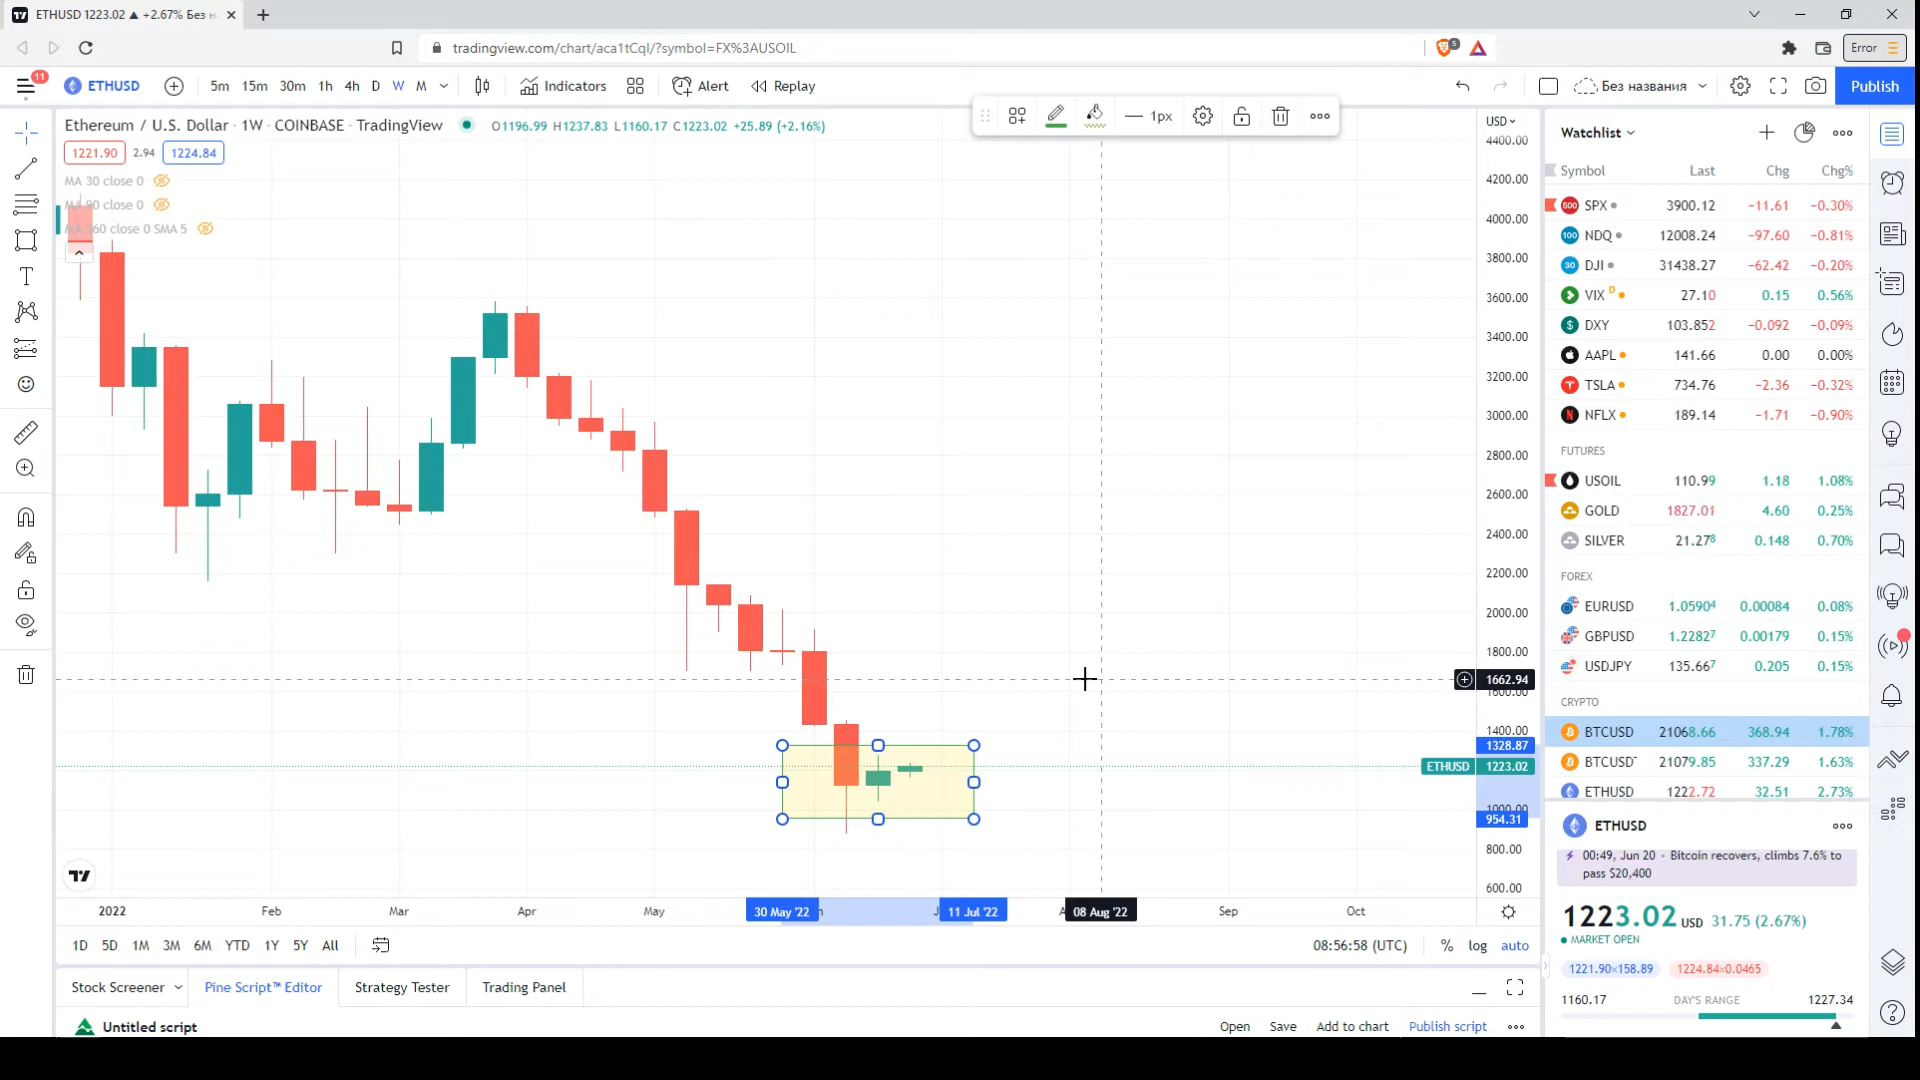 ETHUSD 1223.02 ▲ +2.67% Без н
tradingview.com/chart/aca1tCqI/?symbol=FX%3AUSOIL
5
Error
11
ETHUSD
5m 15m 30m 1h 4h D W M
Indicators
Alert
Replay
Без названия
Publish
Ethereum / U.S. Dollar · 1W · COINBASE · TradingView
O1196.99 H1237.83 L1160.17 C1223.02 +25.89 (+2.16%)
1px
1221.90 2.94 1224.84
MA 30 close 0
MA 90 close 0
MA 360 close 0 SMA 5
USD
4400.00
4200.00
4000.00
3800.00
3600.00
3400.00
3200.00
3000.00
2800.00
2600.00
2400.00
2200.00
2000.00
1800.00
1662.94
1600.00
1400.00
1328.87
ETHUSD 1223.02
1000.00
954.31
800.00
600.00
2022 Feb Mar Apr May 30 May '22 11 Jul '22 08 Aug '22 Sep Oct
1D 5D 1M 3M 6M YTD 1Y 5Y All
08:56:58 (UTC) % log auto
Stock Screener Pine Script™ Editor Strategy Tester Trading Panel
Untitled script
Open Save Add to chart Publish script
Watchlist
Symbol Last Chg Chg%
500 SPX 3900.12 −11.61 −0.30%
100 NDQ 12008.24 −97.60 −0.81%
30 DJI 31438.27 −62.42 −0.20%
VIX D 27.10 0.15 0.56%
DXY 103.852 −0.092 −0.09%
AAPL 141.66 0.00 0.00%
TSLA 734.76 −2.36 −0.32%
NFLX 189.14 −1.71 −0.90%
FUTURES
USOIL 110.99 1.18 1.08%
GOLD 1827.01 4.60 0.25%
SILVER 21.278 0.148 0.70%
FOREX
EURUSD 1.05904 0.00084 0.08%
GBPUSD 1.22827 0.00179 0.15%
USDJPY 135.667 0.205 0.15%
CRYPTO
BTCUSD 21068.66 368.94 1.78%
BTCUSD 21079.85 337.29 1.63%
ETHUSD 1222.72 32.51 2.73%
ETHUSD
00:49, Jun 20 · Bitcoin recovers, climbs 7.6% to
pass $20,400
1223.02 USD 31.75 (2.67%)
MARKET OPEN
1221.90×158.89 1224.84×0.0465
1160.17 DAY'S RANGE 1227.34